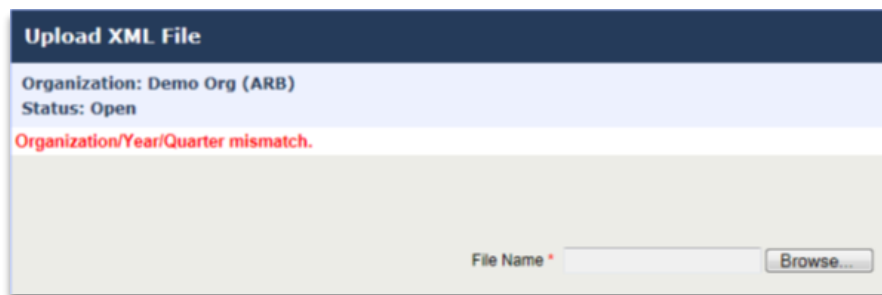 Upload XML File
Organization: Demo Org (ARB)
Status: Open
Organization/Year/Quarter mismatch.
File Name * Browse...